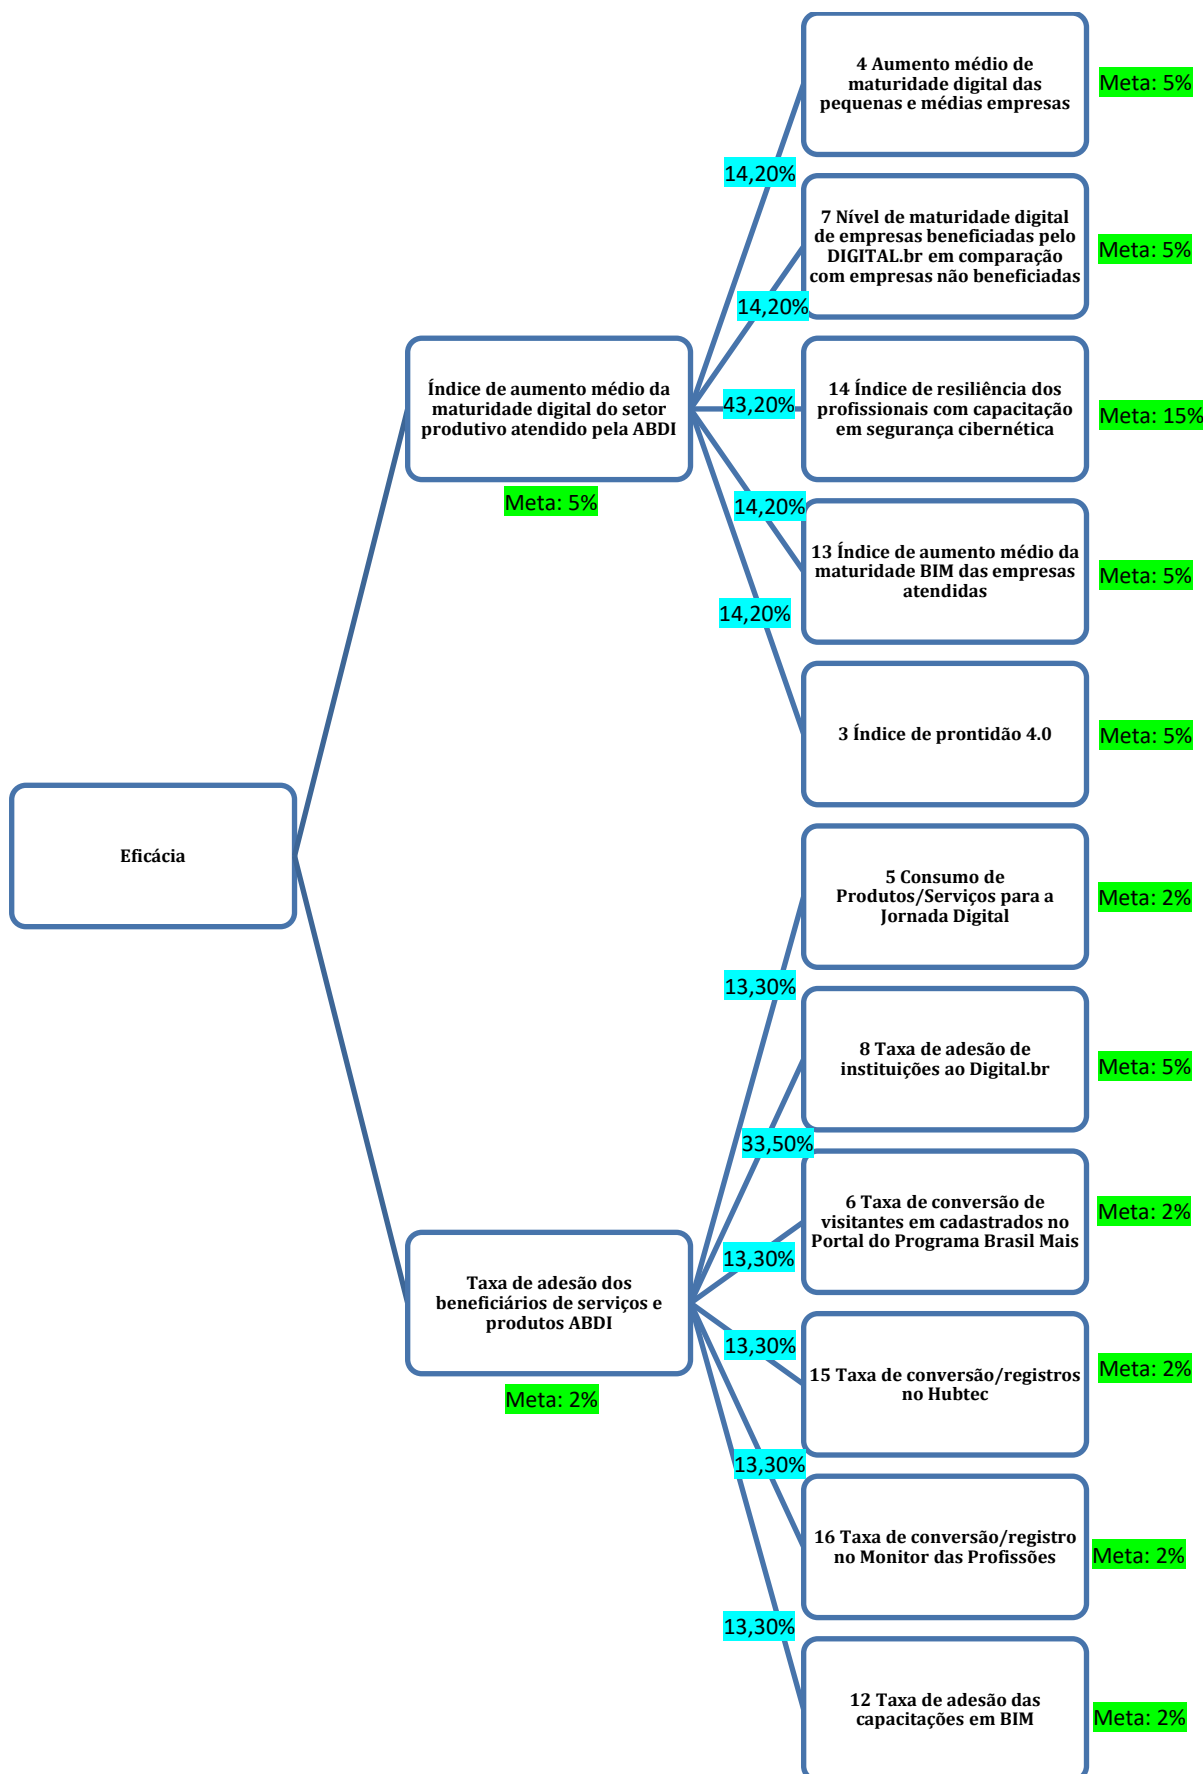 4 Aumento médio de
maturidade digital das
pequenas e médias empresas
Meta: 5%
14,20%
7 Nível de maturidade digital
de empresas beneficiadas pelo
DIGITAL.br em comparação
com empresas não beneficiadas
Meta: 5%
14,20%
Índice de aumento médio da
maturidade digital do setor
produtivo atendido pela ABDI
Meta: 5%
43,20%
14 Índice de resiliência dos
profissionais com capacitação
em segurança cibernética
Meta: 15%
14,20%
13 Índice de aumento médio da
maturidade BIM das empresas
atendidas
Meta: 5%
14,20%
3 Índice de prontidão 4.0
Meta: 5%
Eficácia
5 Consumo de
Produtos/Serviços para a
Jornada Digital
Meta: 2%
13,30%
8 Taxa de adesão de
instituições ao Digital.br
Meta: 5%
33,50%
6 Taxa de conversão de
visitantes em cadastrados no
Portal do Programa Brasil Mais
Meta: 2%
13,30%
Taxa de adesão dos
beneficiários de serviços e
produtos ABDI
Meta: 2%
13,30%
15 Taxa de conversão/registros
no Hubtec
Meta: 2%
13,30%
16 Taxa de conversão/registro
no Monitor das Profissões
Meta: 2%
13,30%
12 Taxa de adesão das
capacitações em BIM
Meta: 2%